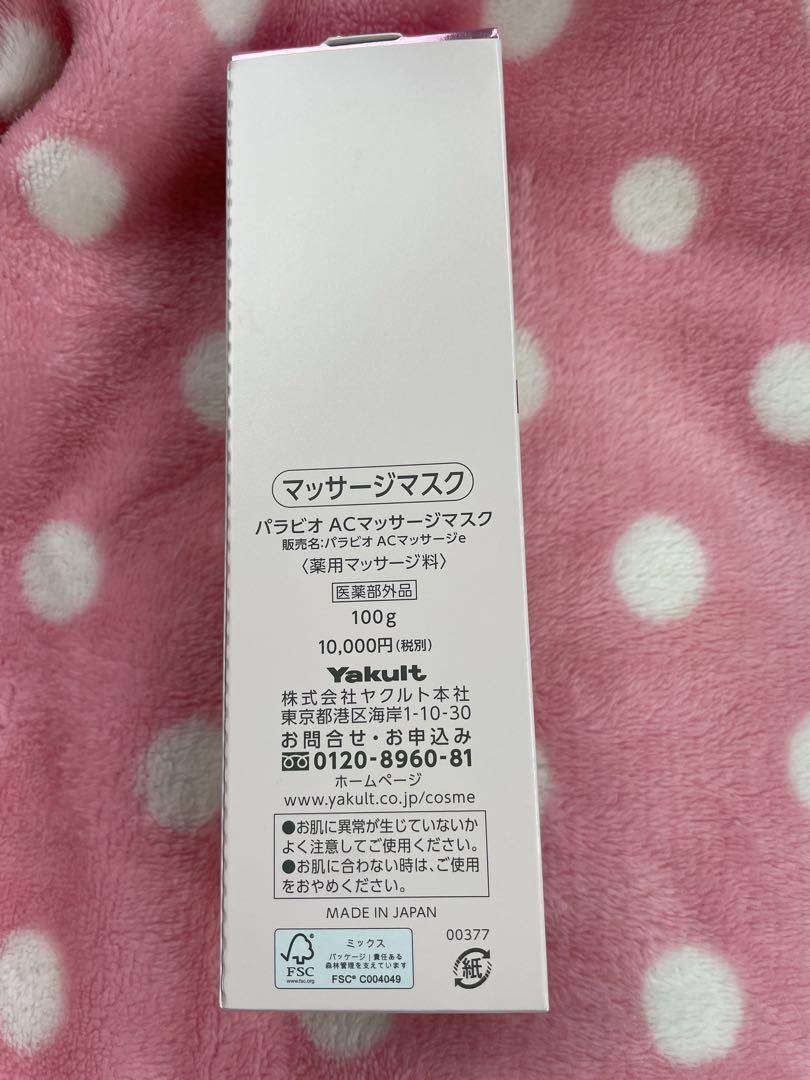 マッサージマスク
パラビオ ACマッサージマスク
販売名:パラビオ ACマッサージe
〈薬用マッサージ料〉
医薬部外品
100g
10,000円(税別)
Yakult
株式会社ヤクルト本社
東京都港区海岸1-10-30
お問合せ・お申込み
0120-8960-81
ホームページ
www.yakult.co.jp/cosme
●お肌に異常が生じていないか
よく注意してご使用ください。
●お肌に合わない時は、ご使用
をおやめください。
MADE IN JAPAN
00377
ミックス
パッケージ|責任ある
森林管理を支えています
FSC® C004049
FSC
www.fsc.org
紙